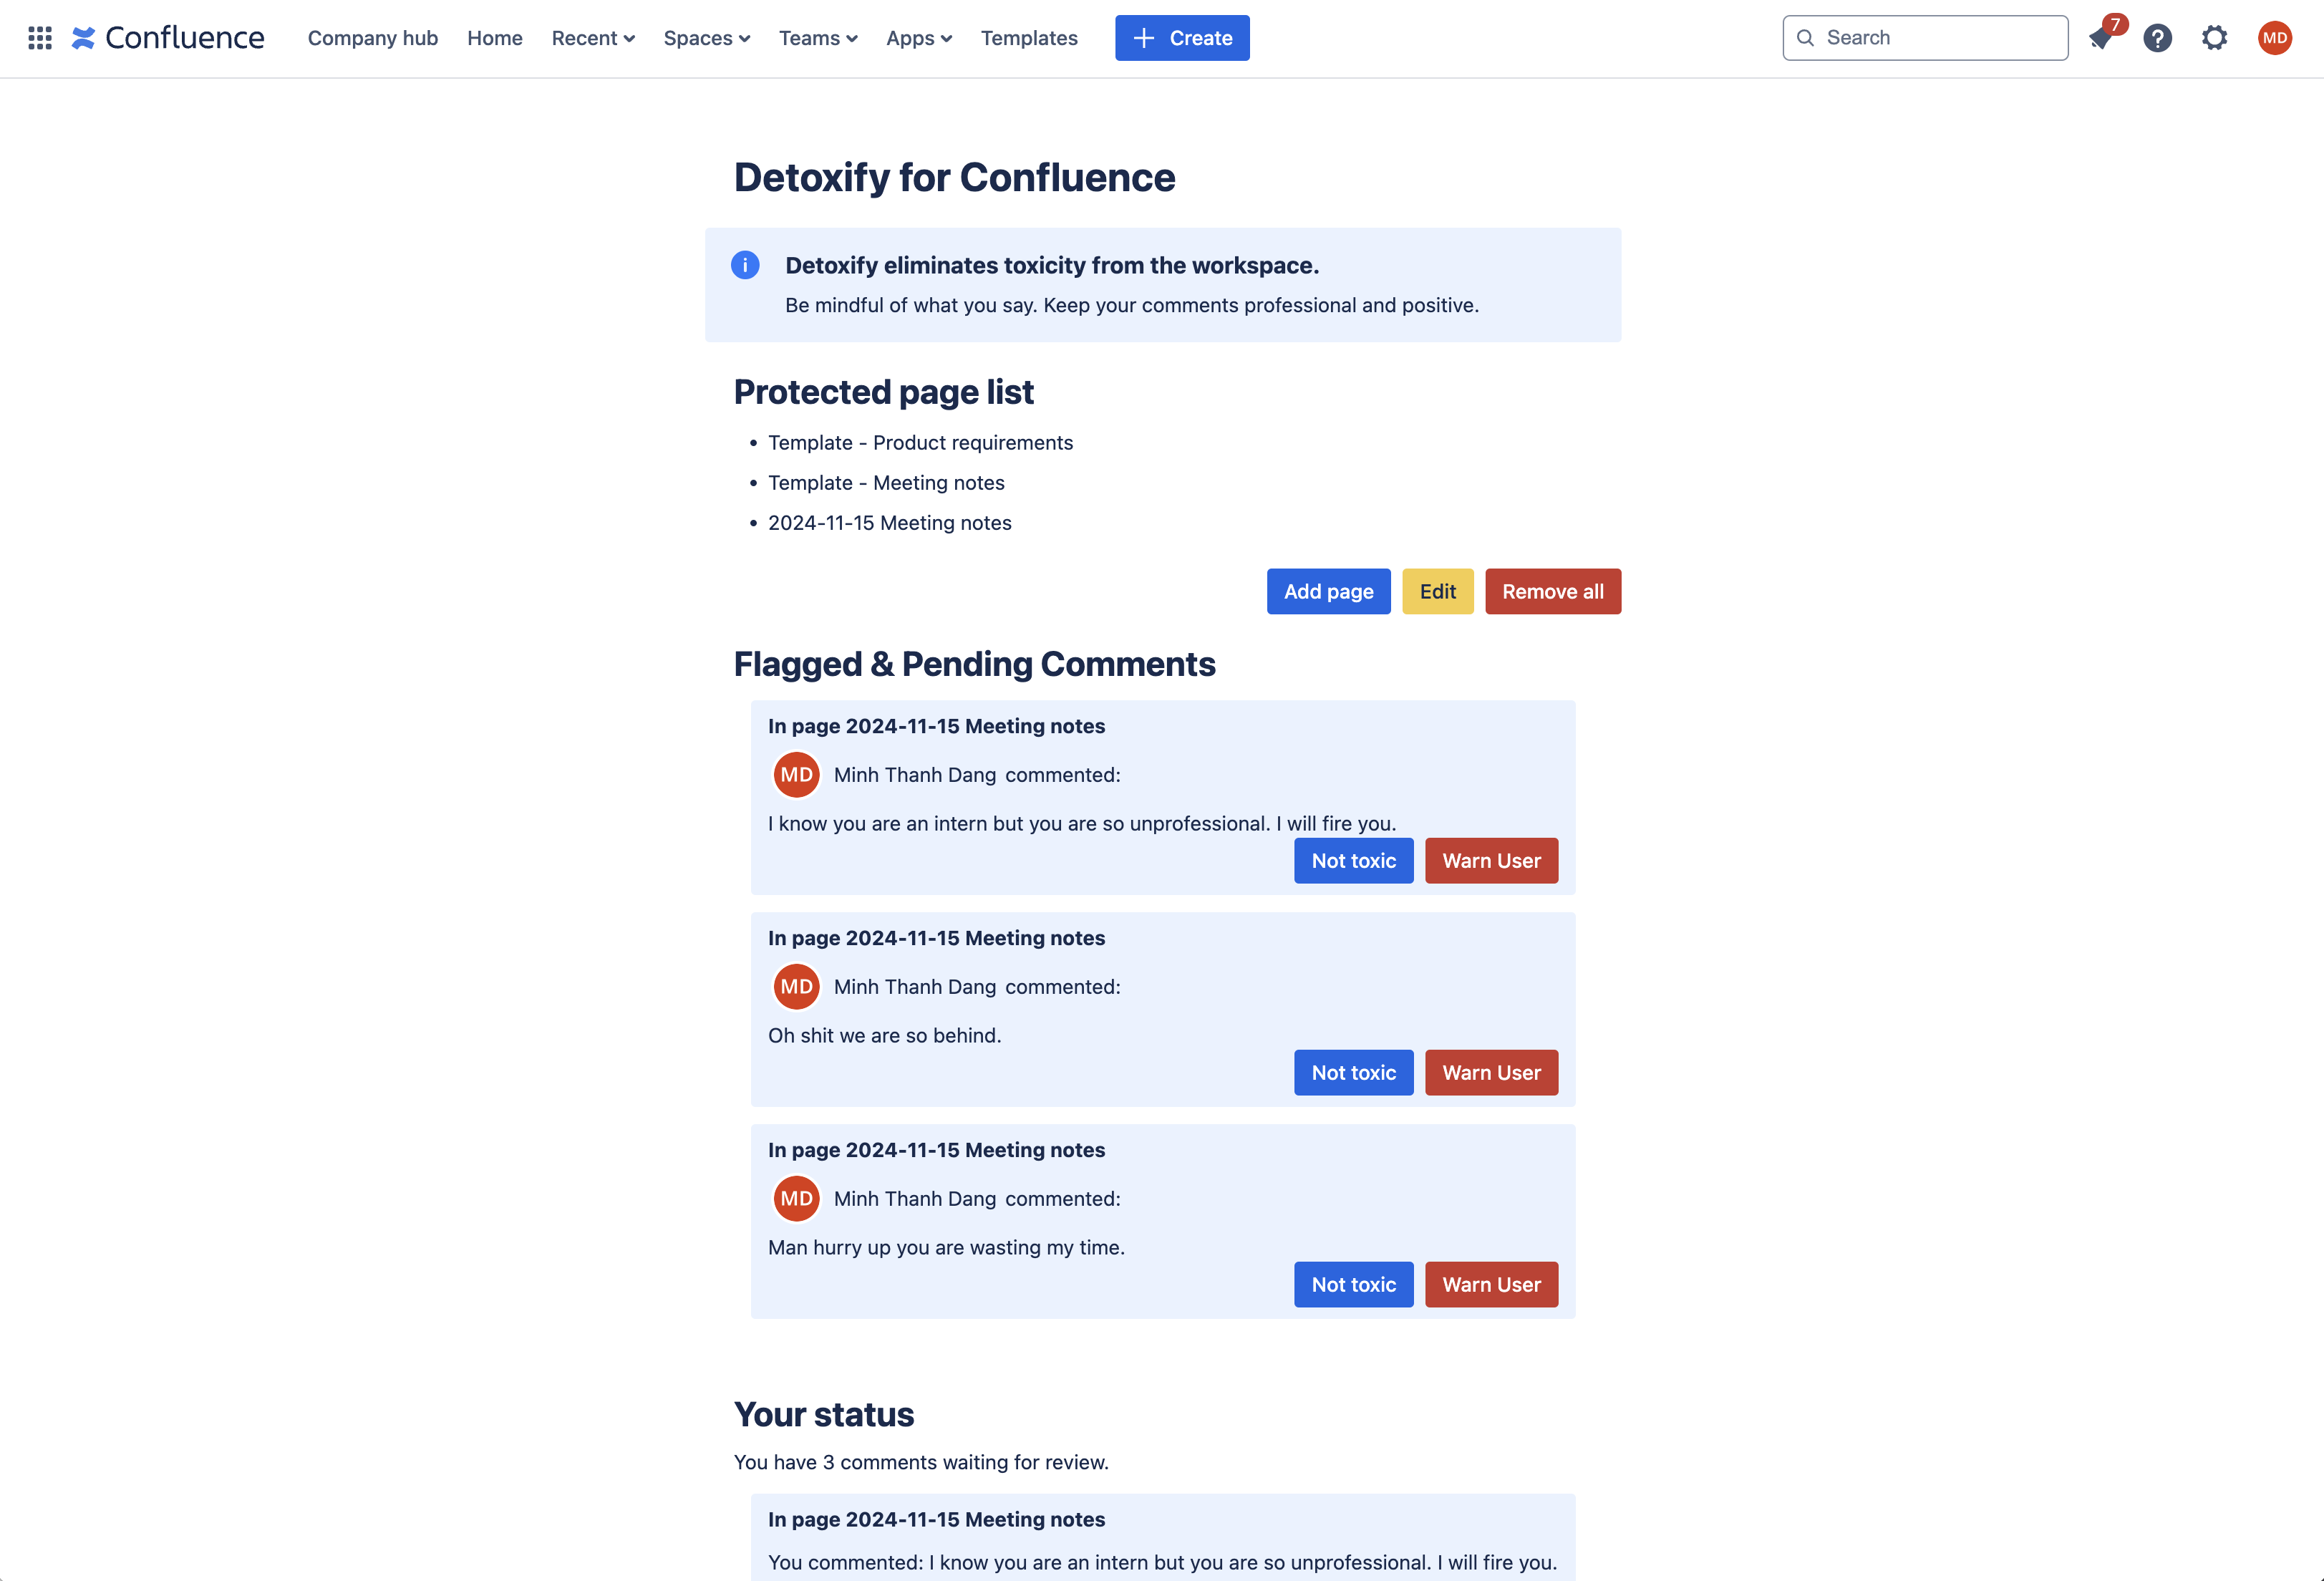 Confluence Company hub Home Recent Spaces Teams Apps Templates Create Search 7 MD
Detoxify for Confluence
Detoxify eliminates toxicity from the workspace.
Be mindful of what you say. Keep your comments professional and positive.
Protected page list
• Template - Product requirements
• Template - Meeting notes
• 2024-11-15 Meeting notes
Add page Edit Remove all
Flagged & Pending Comments
In page 2024-11-15 Meeting notes
MD Minh Thanh Dang commented:
I know you are an intern but you are so unprofessional. I will fire you.
Not toxic Warn User
In page 2024-11-15 Meeting notes
MD Minh Thanh Dang commented:
Oh shit we are so behind.
Not toxic Warn User
In page 2024-11-15 Meeting notes
MD Minh Thanh Dang commented:
Man hurry up you are wasting my time.
Not toxic Warn User
Your status
You have 3 comments waiting for review.
In page 2024-11-15 Meeting notes
You commented: I know you are an intern but you are so unprofessional. I will fire you.